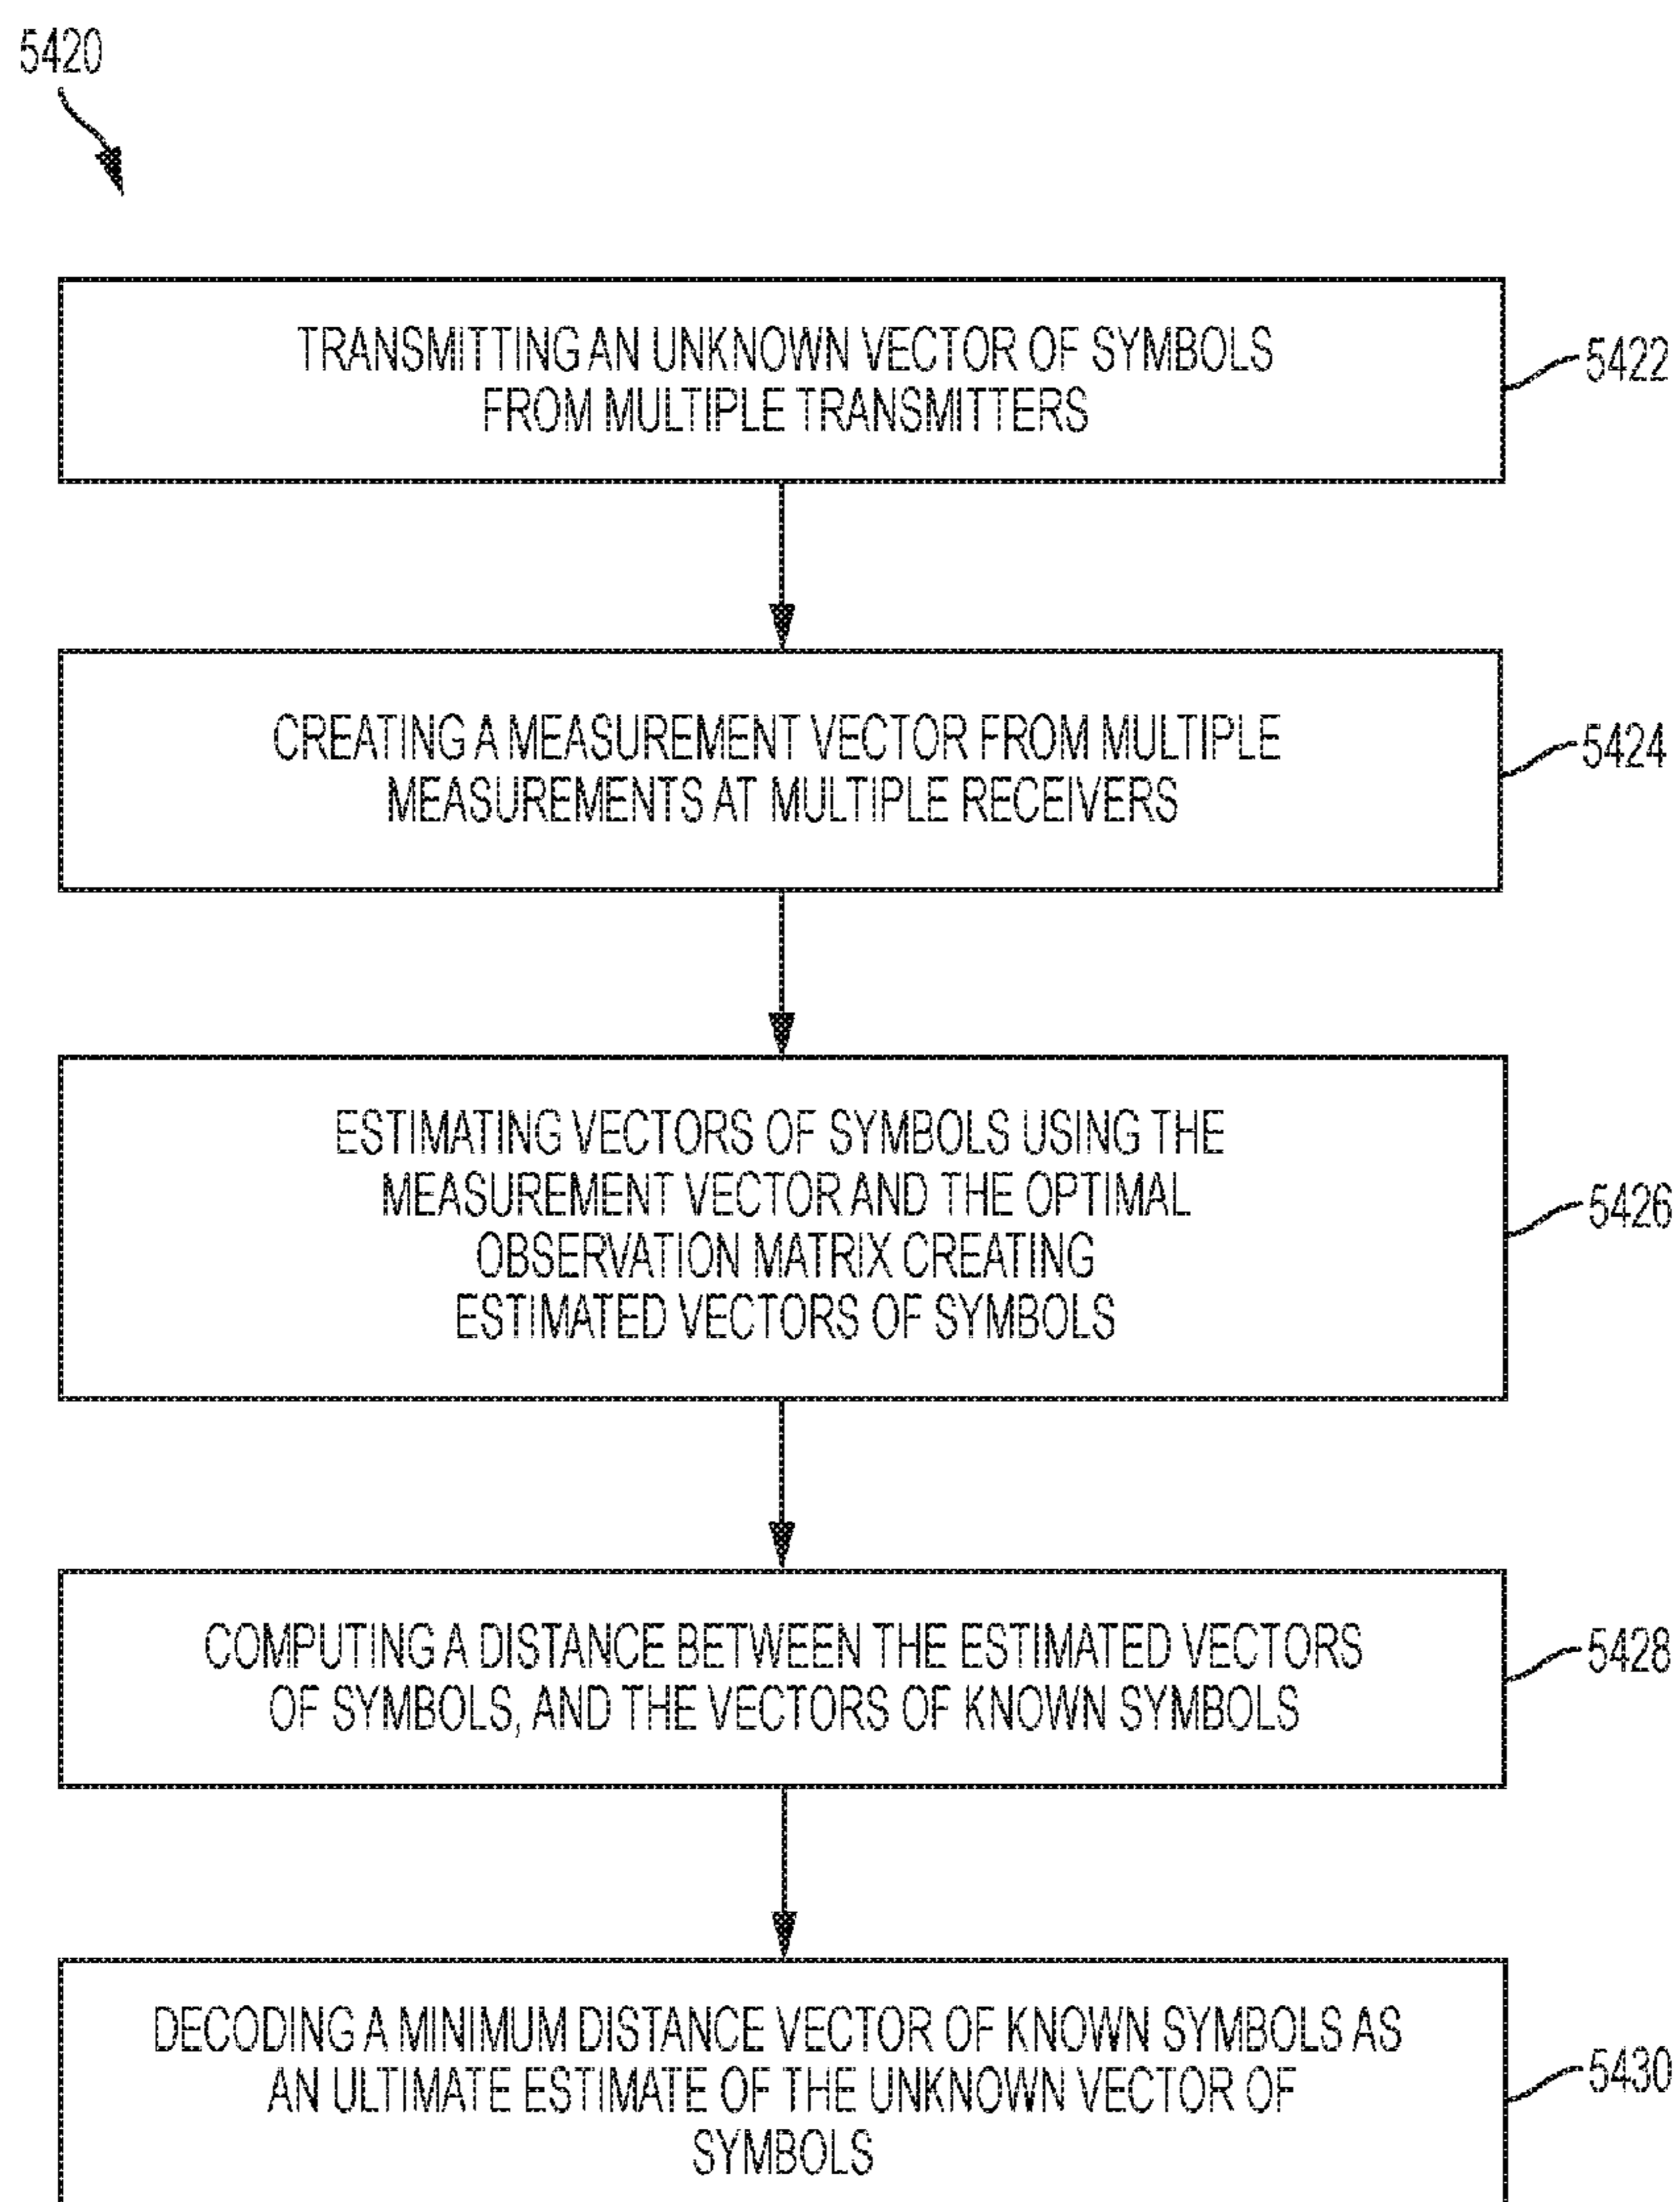 5420
TRANSMITTING AN UNKNOWN VECTOR OF SYMBOLS
FROM MULTIPLE TRANSMITTERS
5422
CREATING A MEASUREMENT VECTOR FROM MULTIPLE
MEASUREMENTS AT MULTIPLE RECEIVERS
5424
ESTIMATING VECTORS OF SYMBOLS USING THE
MEASUREMENT VECTOR AND THE OPTIMAL
OBSERVATION MATRIX CREATING
ESTIMATED VECTORS OF SYMBOLS
5426
COMPUTING A DISTANCE BETWEEN THE ESTIMATED VECTORS
OF SYMBOLS, AND THE VECTORS OF KNOWN SYMBOLS
5428
DECODING A MINIMUM DISTANCE VECTOR OF KNOWN SYMBOLS AS
AN ULTIMATE ESTIMATE OF THE UNKNOWN VECTOR OF
SYMBOLS
5430